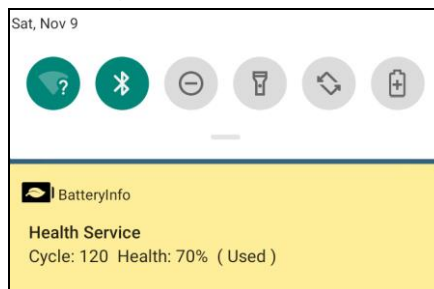 Sat, Nov 9
?
BatteryInfo
Health Service
Cycle: 120 Health: 70% ( Used )